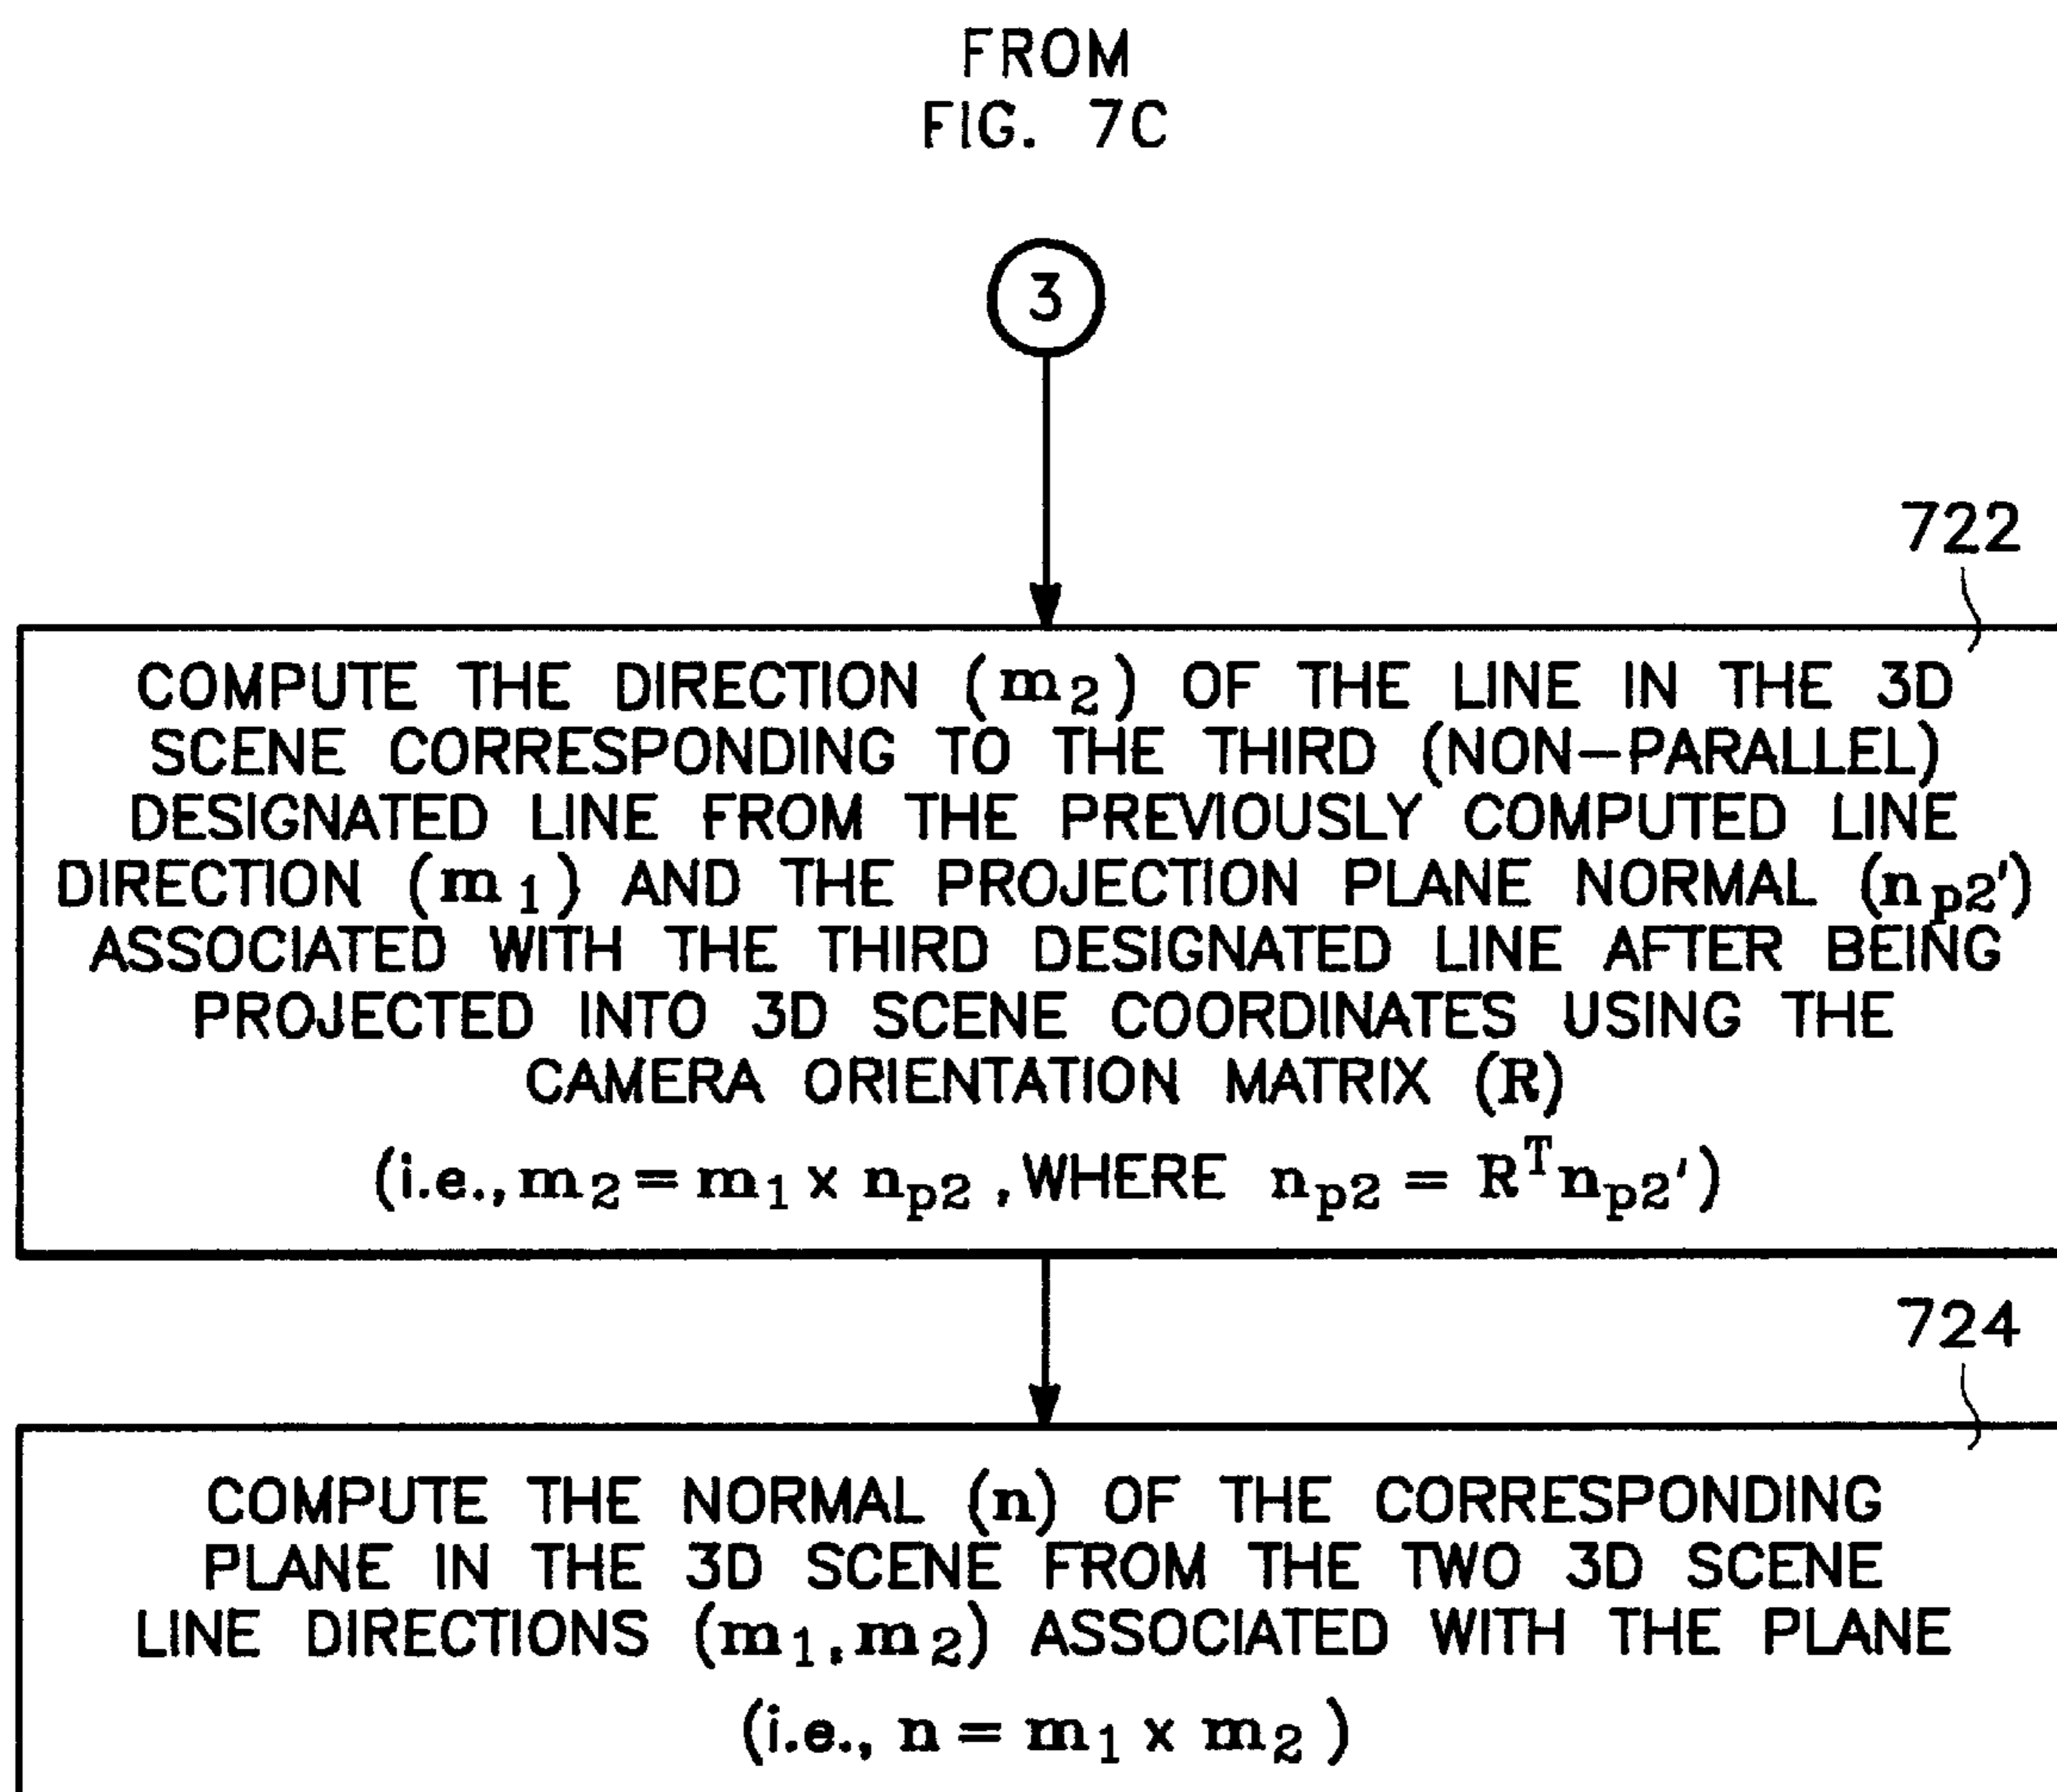 FROM
FIG. 7C
3
722
COMPUTE THE DIRECTION (m₂) OF THE LINE IN THE 3D
SCENE CORRESPONDING TO THE THIRD (NON-PARALLEL)
DESIGNATED LINE FROM THE PREVIOUSLY COMPUTED LINE
DIRECTION (m₁) AND THE PROJECTION PLANE NORMAL (nₚ₂')
ASSOCIATED WITH THE THIRD DESIGNATED LINE AFTER BEING
PROJECTED INTO 3D SCENE COORDINATES USING THE
CAMERA ORIENTATION MATRIX (R)
(i.e., m₂ = m₁ x nₚ₂ , WHERE nₚ₂ = Rᵀnₚ₂')
724
COMPUTE THE NORMAL (n) OF THE CORRESPONDING
PLANE IN THE 3D SCENE FROM THE TWO 3D SCENE
LINE DIRECTIONS (m₁, m₂) ASSOCIATED WITH THE PLANE
(i.e., n = m₁ x m₂ )